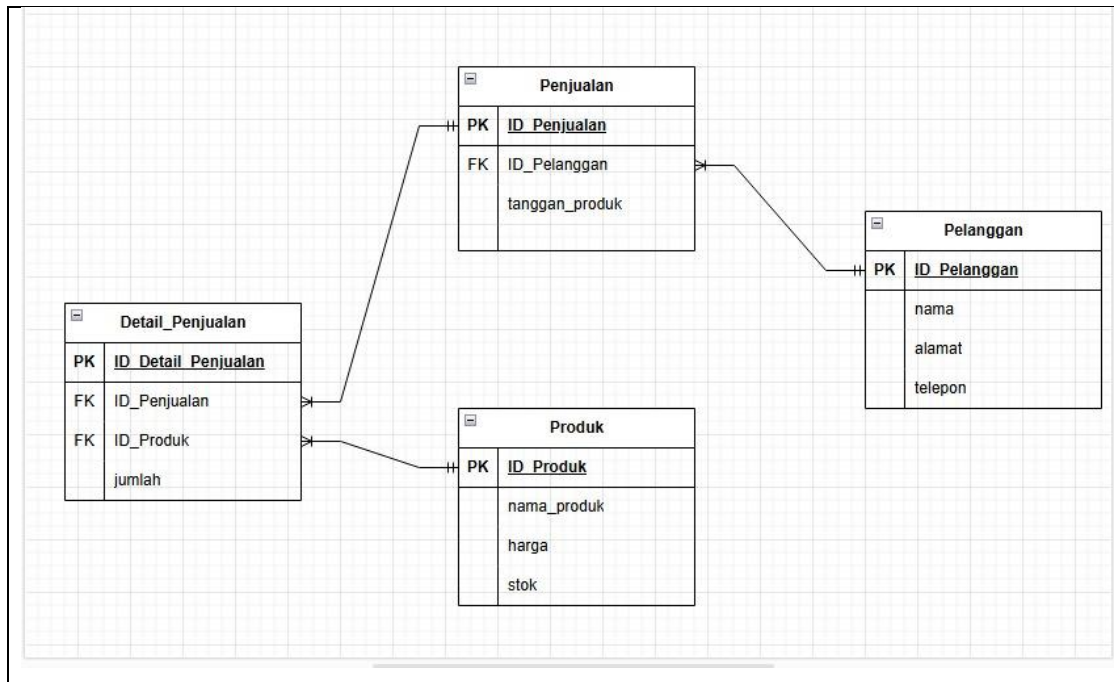 Penjualan
PK ID_Penjualan
FK ID_Pelanggan
tanggan_produk
Pelanggan
PK ID_Pelanggan
nama
alamat
telepon
Detail_Penjualan
PK ID_Detail_Penjualan
FK ID_Penjualan
FK ID_Produk
jumlah
Produk
PK ID_Produk
nama_produk
harga
stok